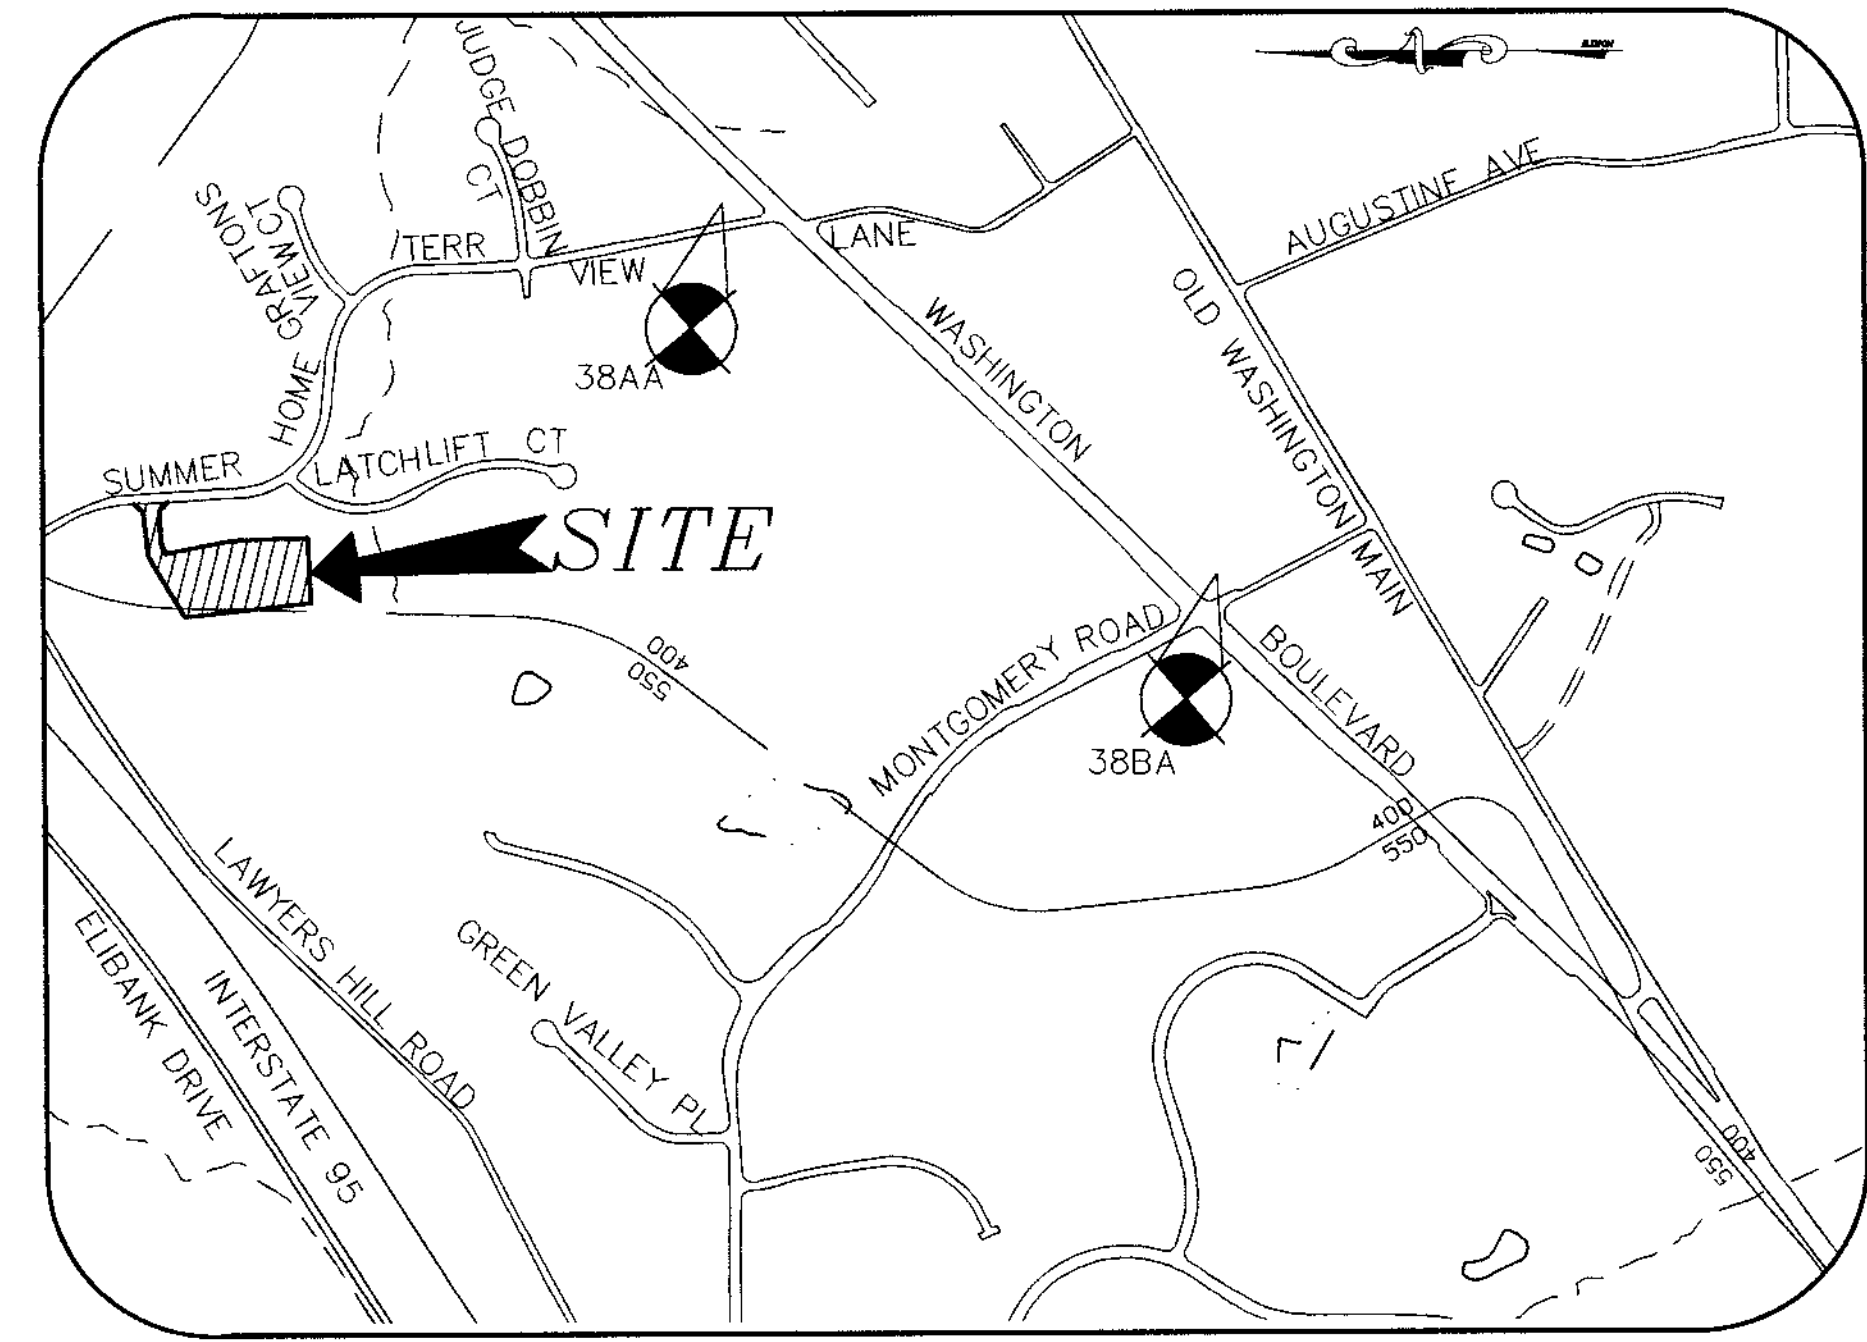 JUDGE DOBBIN
CT
GRAFTONS
VIEW CT
TERR
VIEW
LANE
AUGUSTINE AVE
HOME
38AA
WASHINGTON
OLD WASHINGTON
SUMMER
LATCHLIFT CT
SITE
MAIN
400
550
MONTGOMERY ROAD
BOULEVARD
38BA
400
550
LAWYERS HILL ROAD
GREEN VALLEY PL
ELIBANK DRIVE
INTERSTATE 95
400
550